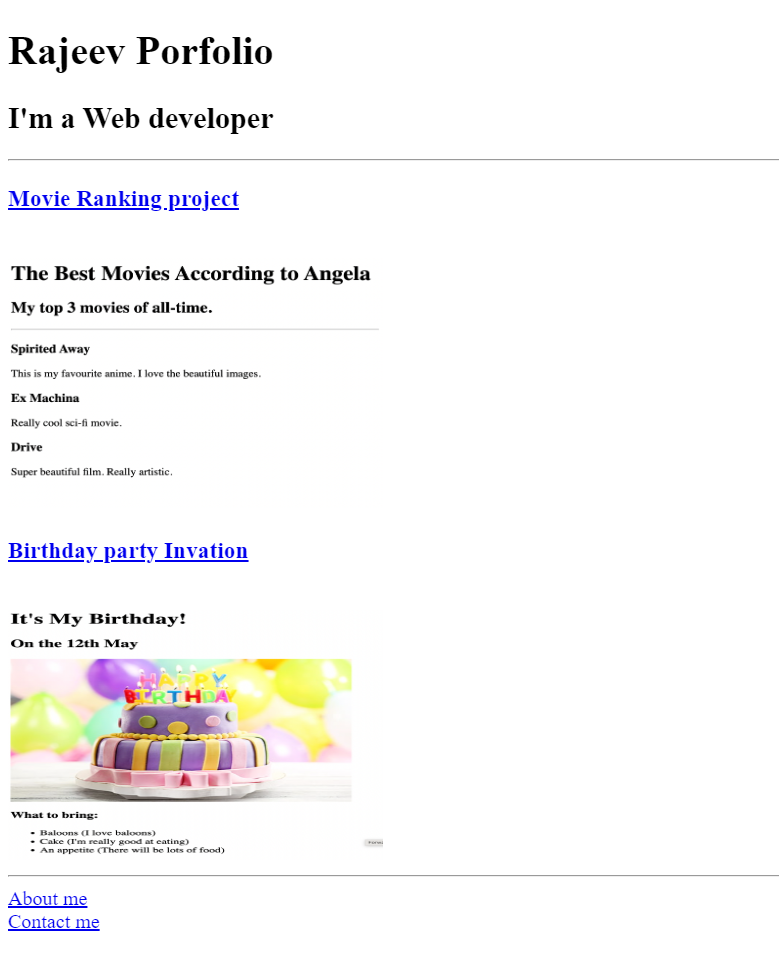 Rajeev Porfolio
I'm a Web developer
Movie Ranking project
The Best Movies According to Angela
My top 3 movies of all-time.
Spirited Away
This is my favourite anime. I love the beautiful images.
Ex Machina
Really cool sci-fi movie.
Drive
Super beautiful film. Really artistic.
Birthday party Invation
It's My Birthday!
On the 12th May
HAPPY
BIRTHDAY
What to bring:
• Baloons (I love baloons)
• Cake (I'm really good at eating)
• An appetite (There will be lots of food)
About me
Contact me